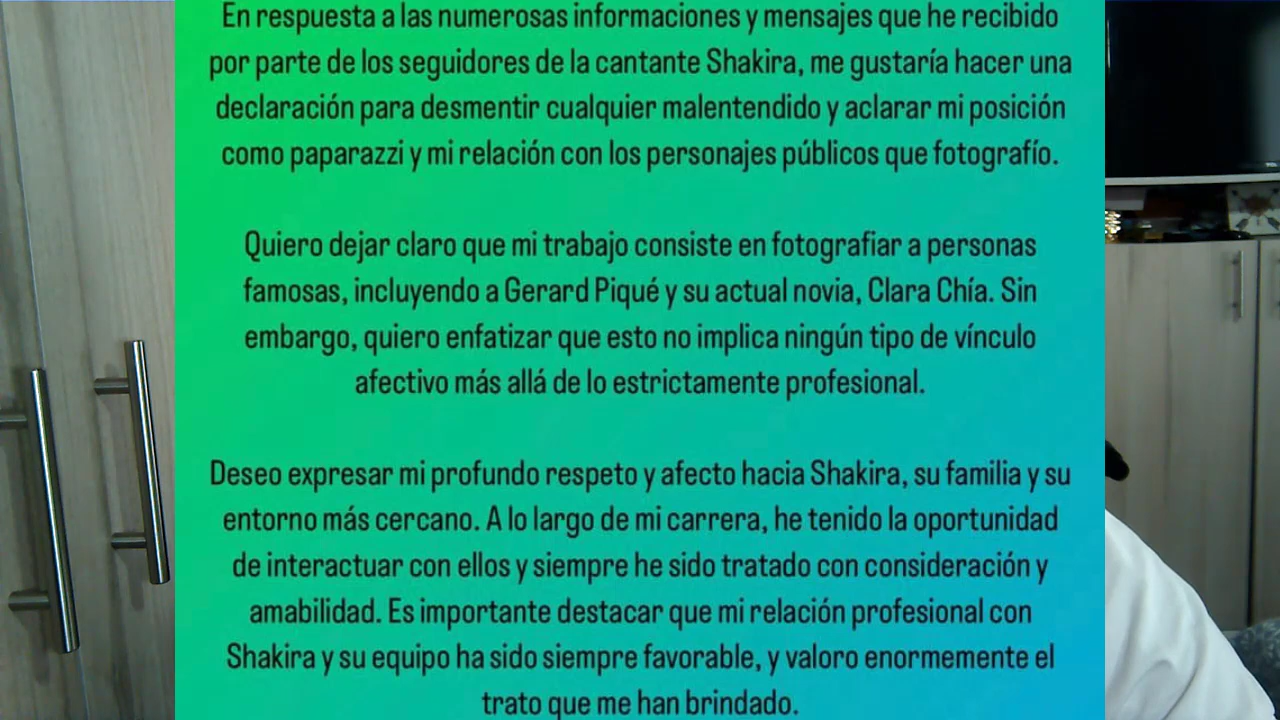 En respuesta a las numerosas informaciones y mensajes que he recibido
por parte de los seguidores de la cantante Shakira, me gustaría hacer una
declaración para desmentir cualquier malentendido y aclarar mi posición
como paparazzi y mi relación con los personajes públicos que fotografío.
Quiero dejar claro que mi trabajo consiste en fotografiar a personas
famosas, incluyendo a Gerard Piqué y su actual novia, Clara Chía. Sin
embargo, quiero enfatizar que esto no implica ningún tipo de vínculo
afectivo más allá de lo estrictamente profesional.
Deseo expresar mi profundo respeto y afecto hacia Shakira, su familia y su
entorno más cercano. A lo largo de mi carrera, he tenido la oportunidad
de interactuar con ellos y siempre he sido tratado con consideración y
amabilidad. Es importante destacar que mi relación profesional con
Shakira y su equipo ha sido siempre favorable, y valoro enormemente el
trato que me han brindado.